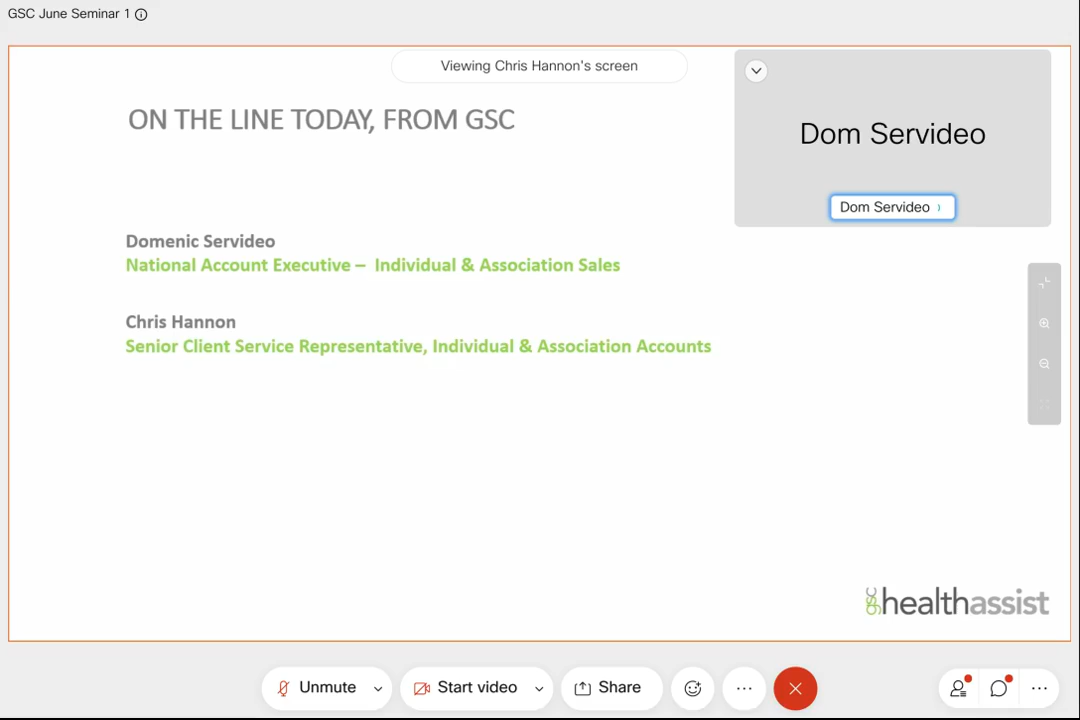 GSC June Seminar 1
Viewing Chris Hannon's screen
ON THE LINE TODAY, FROM GSC
Dom Servideo
Dom Servideo
Domenic Servideo
National Account Executive – Individual & Association Sales
Chris Hannon
Senior Client Service Representative, Individual & Association Accounts
gsc healthassist
Unmute
Start video
Share